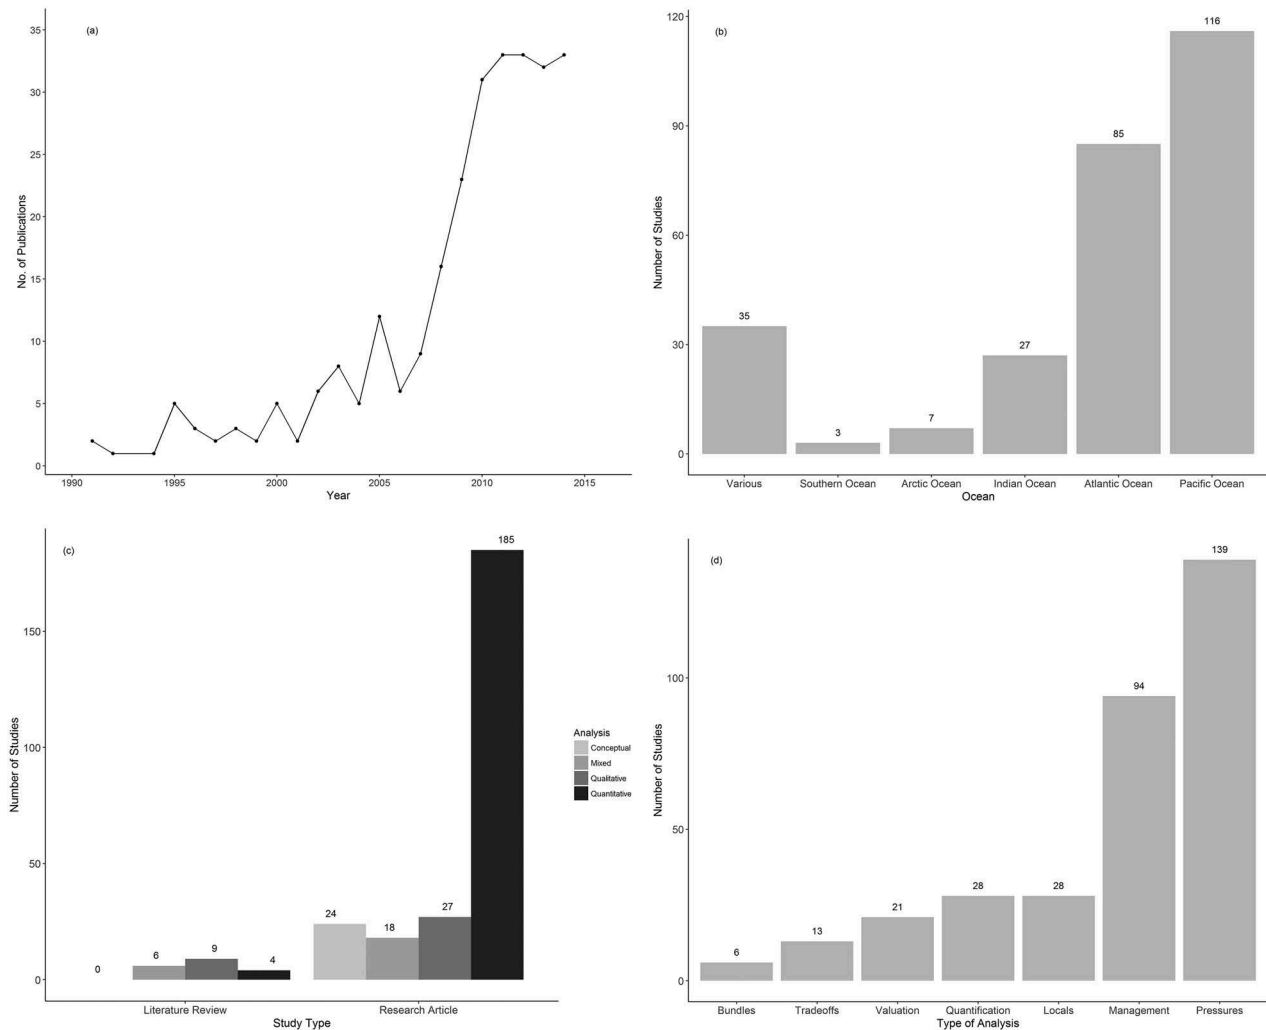 (a)
35
30
25
20
15
10
5
0
No. of Publications
1990 1995 2000 2005 2010 2015
Year
(b)
120
90
60
30
0
Number of Studies
35 3 7 27 85 116
Various Southern Ocean Arctic Ocean Indian Ocean Atlantic Ocean Pacific Ocean
Ocean
(c)
150
100
50
0
Number of Studies
0 6 9 4 24 18 27 185
Literature Review Research Article
Study Type
Analysis
Conceptual
Mixed
Qualitative
Quantitative
(d)
100
50
0
Number of Studies
6 13 21 28 28 94 139
Bundles Tradeoffs Valuation Quantification Locals Management Pressures
Type of Analysis